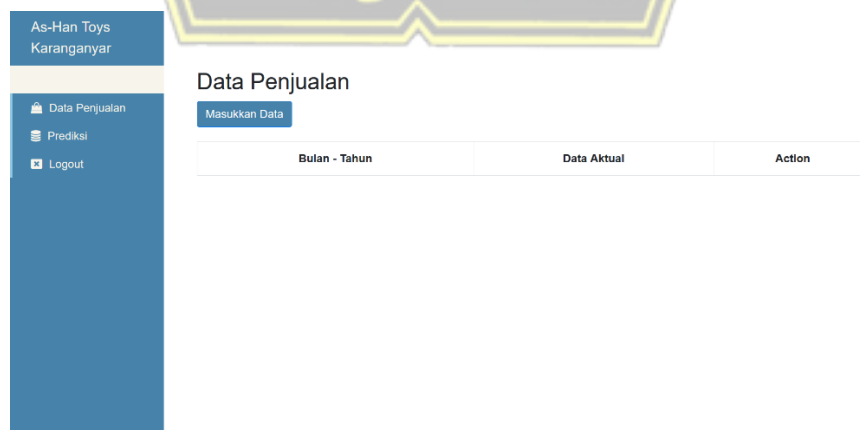 As-Han Toys
Karanganyar
Data Penjualan
Prediksi
Logout
Data Penjualan
Masukkan Data
Bulan - Tahun Data Aktual Action